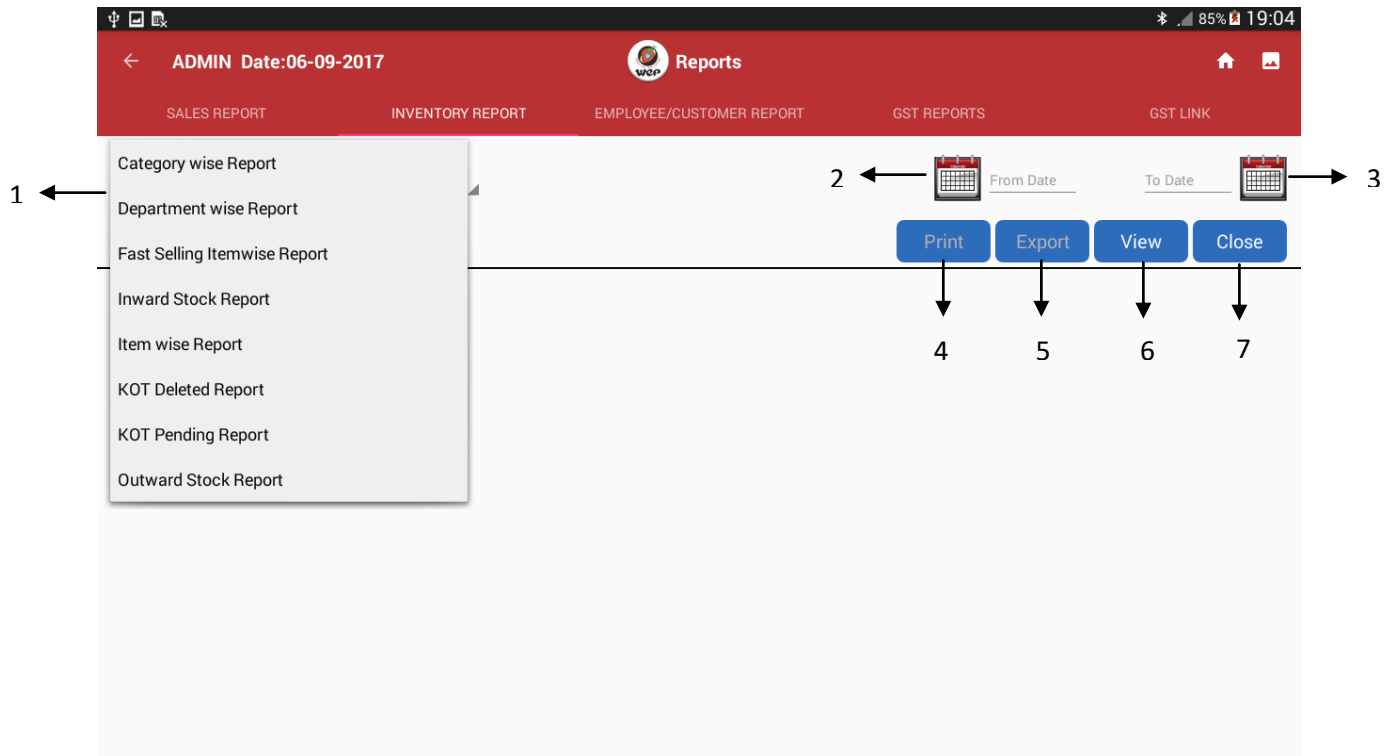 85% 19:04
ADMIN Date:06-09-2017
wep Reports
SALES REPORT INVENTORY REPORT EMPLOYEE/CUSTOMER REPORT GST REPORTS GST LINK
Category wise Report
1
Department wise Report
2 From Date To Date 3
Fast Selling Itemwise Report
Print Export View Close
Inward Stock Report
Item wise Report
4 5 6 7
KOT Deleted Report
KOT Pending Report
Outward Stock Report